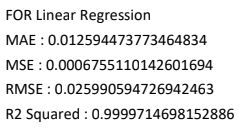 FOR Linear Regression
MAE : 0.012594473773464834
MSE : 0.0006755110142601694
RMSE : 0.025990594726942463
R2 Squared : 0.9999714698152886